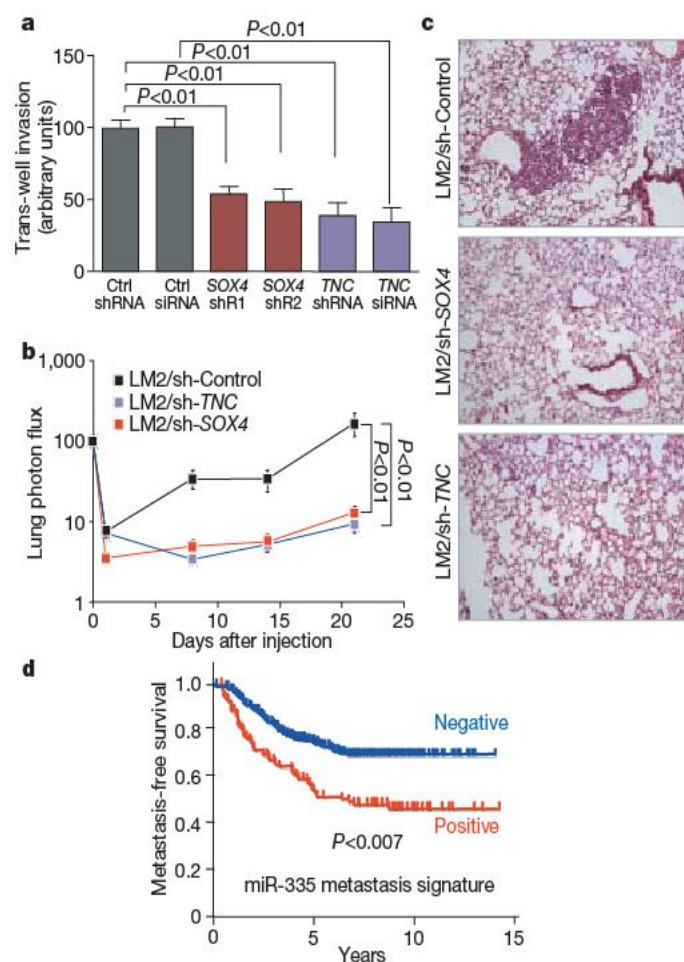 a
P<0.01
P<0.01
P<0.01
P<0.01
Trans-well invasion
(arbitrary units)
150
100
50
0
Ctrl
shRNA
Ctrl
siRNA
SOX4
shR1
SOX4
shR2
TNC
shRNA
TNC
siRNA
b
Lung photon flux
1,000
100
10
1
LM2/sh-Control
LM2/sh-TNC
LM2/sh-SOX4
P<0.01
P<0.01
0
5
10
15
20
25
Days after injection
c
LM2/sh-Control
LM2/sh-SOX4
LM2/sh-TNC
d
Metastasis-free survival
1.0
0.8
0.6
0.4
0.2
0
Negative
Positive
P<0.007
miR-335 metastasis signature
0
5
10
15
Years